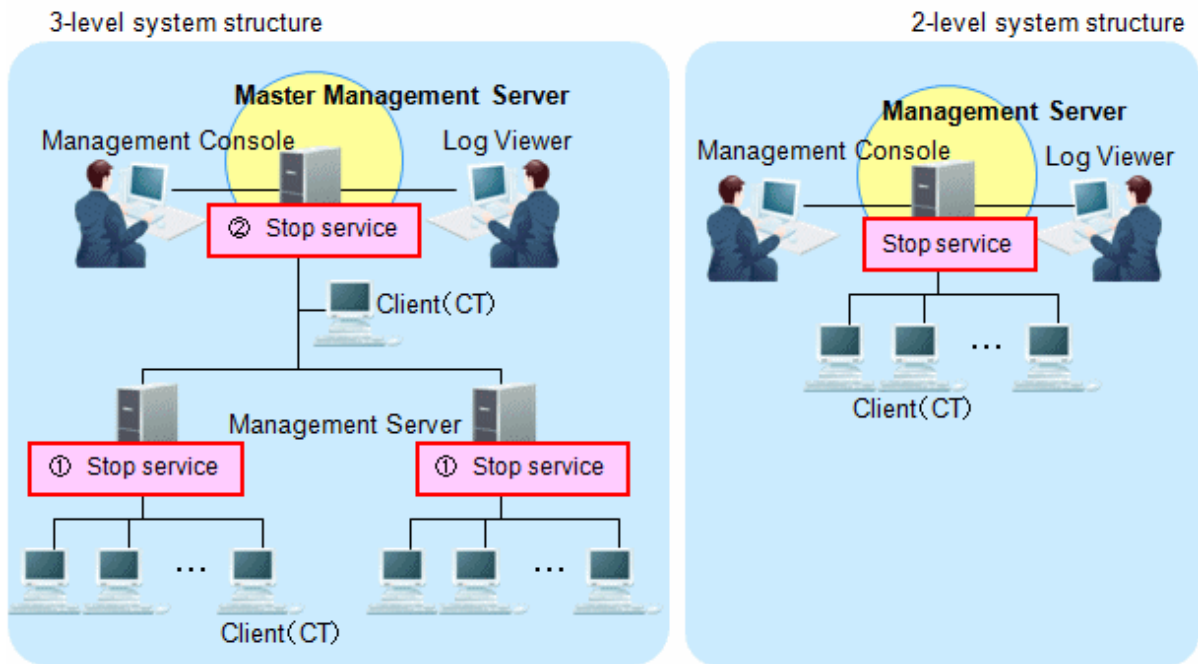 3-level system structure
Master Management Server
Management Console
Log Viewer
② Stop service
Client(CT)
Management Server
① Stop service
① Stop service
...
...
Client(CT)
2-level system structure
Management Server
Management Console
Log Viewer
Stop service
...
Client(CT)